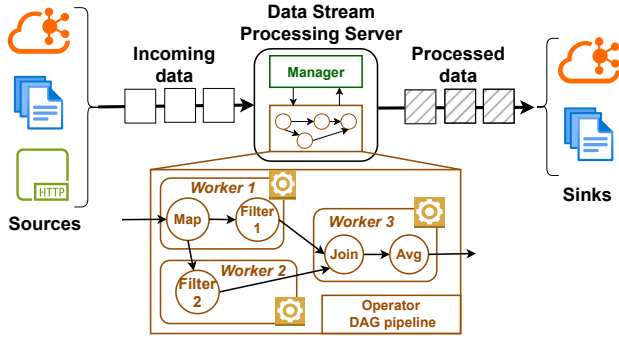 Data Stream
Processing Server
Incoming
data
Processed
data
Manager
HTTP
Sources
Sinks
Worker 1
Map
Filter
1
Worker 2
Filter
2
Worker 3
Join
Avg
Operator
DAG pipeline